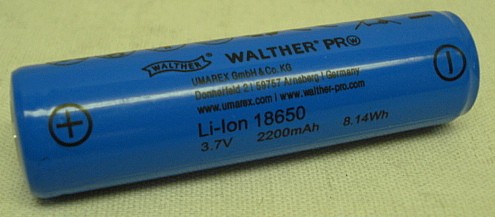 WALTHER WALTHER PRO
UMAREX GmbH & Co. KG
Donnerfeld 2 | 59757 Arnsberg | Germany
www.umarex.com | www.walther-pro.com
Li-Ion 18650
3.7V 2200mAh 8.14Wh